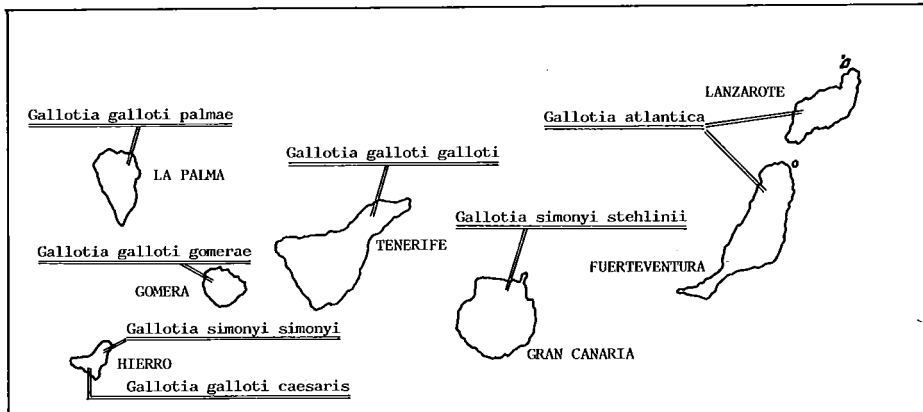 LANZAROTE
Gallotia galloti palmae
Gallotia atlantica
Gallotia galloti galloti
LA PALMA
Gallotia simonyi stehlinii
TENERIFE
Gallotia galloti gomerae
FUERTEVENTURA
GOMERA
Gallotia simonyi simonyi
GRAN CANARIA
HIERRO
Gallotia galloti caesaris